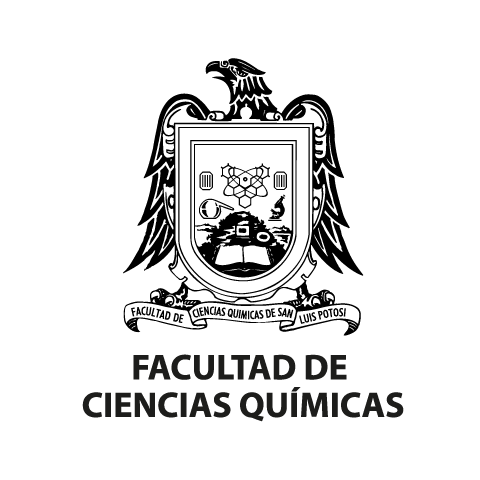 FACULTAD DE CIENCIAS QUIMICAS DE SAN LUIS POTOSI
FACULTAD DE
CIENCIAS QUÍMICAS